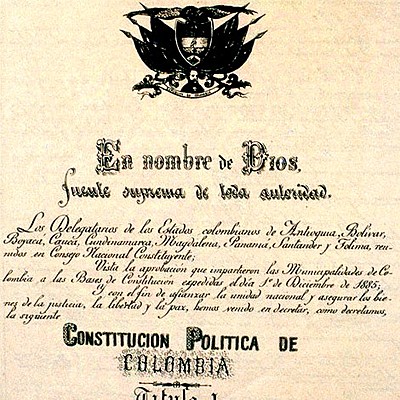 En nombre de Dios,
fuente suprema de toda autoridad.
Los Delegatarios de los Estados colombianos de Antioquia, Bolívar,
Boyacá, Cauca, Cundinamarca, Magdalena, Panamá, Santander y Tolima, reu-
nidos en Consejo Nacional Constituyente;
Vista la aprobación que impartieron las Municipalidades de Co-
lombia á las Bases de Constitución expedidas el día 1.º de Diciembre de 1885;
Y con el fin de afianzar la unidad nacional y asegurar los bie-
nes de la justicia, la libertad y la paz, hemos venido en decretar, como decretamos,
la siguiente
CONSTITUCION POLITICA DE
COLOMBIA
Titulo I